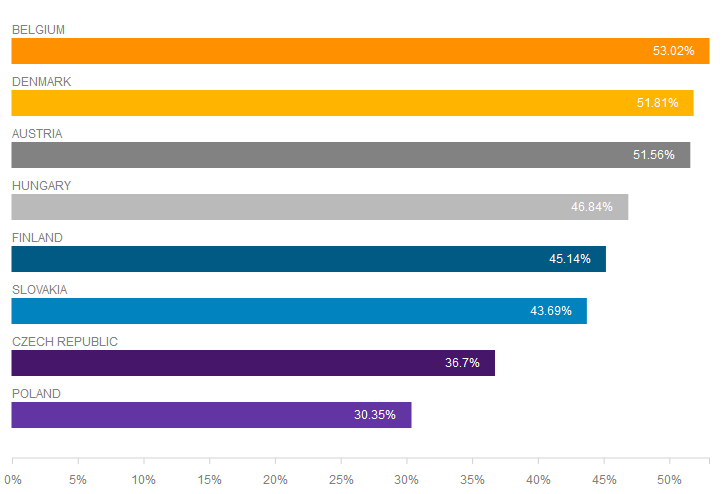 BELGIUM
53.02%
DENMARK
51.81%
AUSTRIA
51.56%
HUNGARY
46.84%
FINLAND
45.14%
SLOVAKIA
43.69%
CZECH REPUBLIC
36.7%
POLAND
30.35%
0% 5% 10% 15% 20% 25% 30% 35% 40% 45% 50%